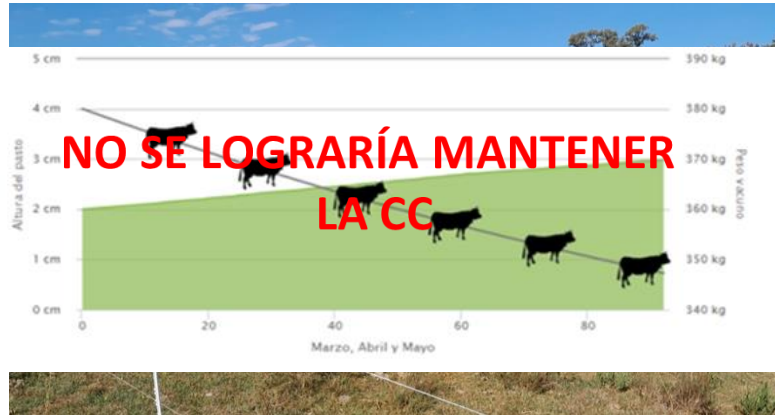 5 cm
390 kg
4 cm
380 kg
NO SE LOGRARÍA MANTENER
LA CC
3 cm
370 kg
Altura del pasto
Peso vacuno
2 cm
360 kg
1 cm
350 kg
0 cm
340 kg
0
20
40
60
80
Marzo, Abril y Mayo